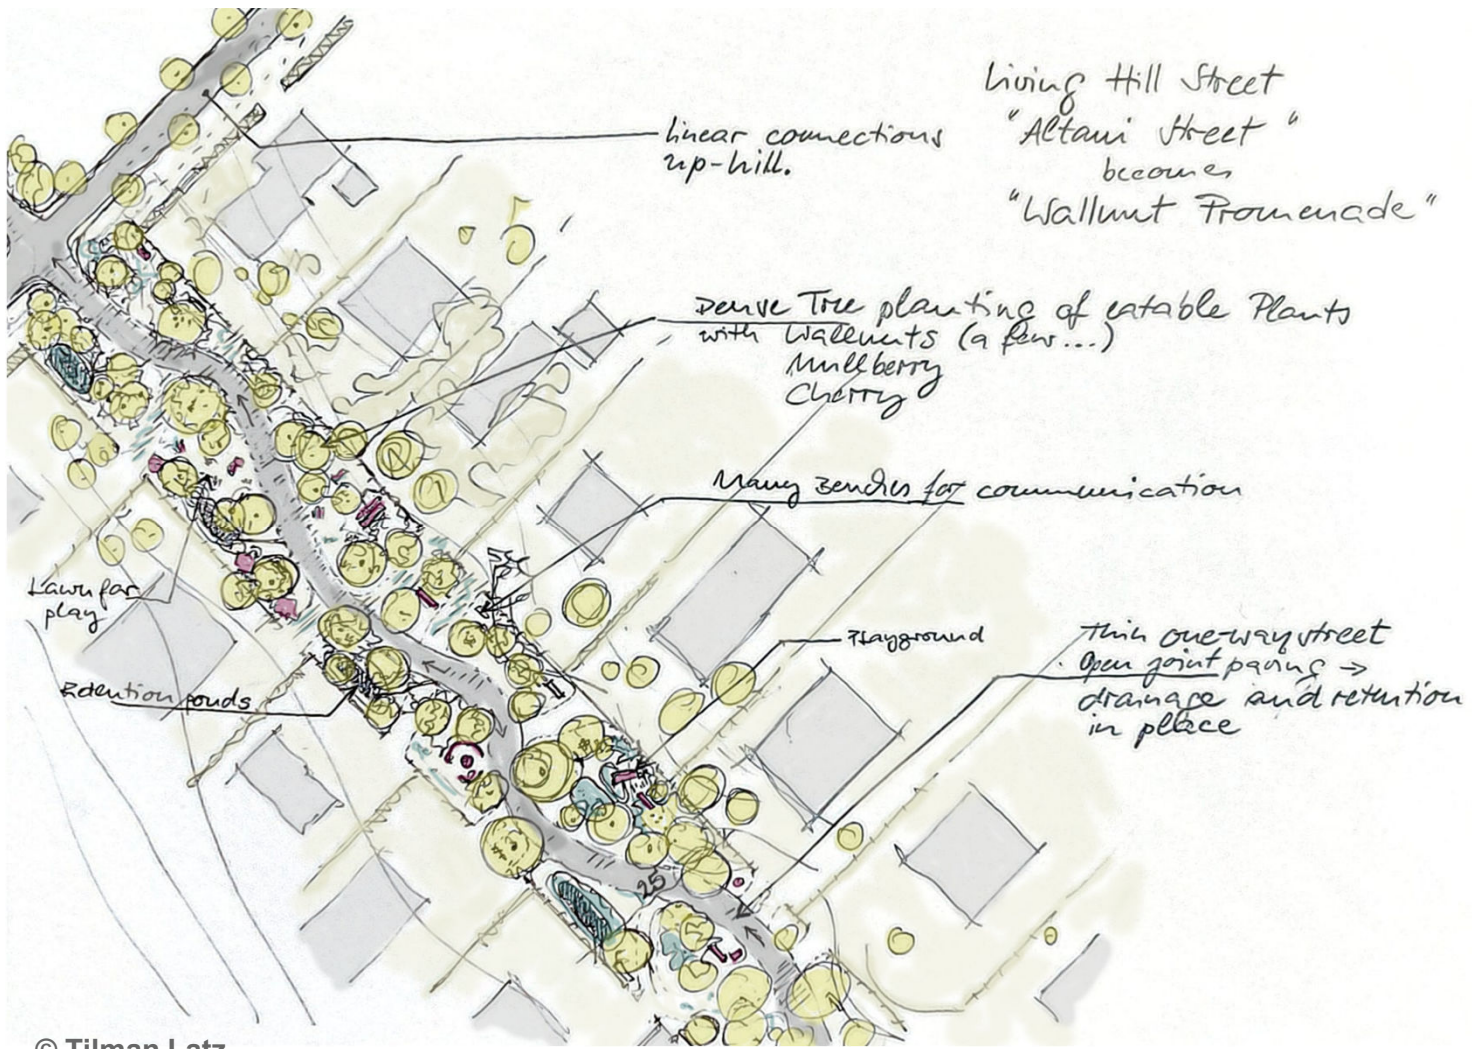 Living Hill Street
"Altani Street"
becomes
"Wallnut Promenade"
linear connections
up-hill.
Dense Tree planting of eatable Plants
with Wallnuts (a few...)
Mullberry
Cherry
Many Benches for communication
Lawn for
play
Playground
Thin one-way street
Open joint paving →
drainage and retention
in place
Retention ponds
25
© Tilman Latz